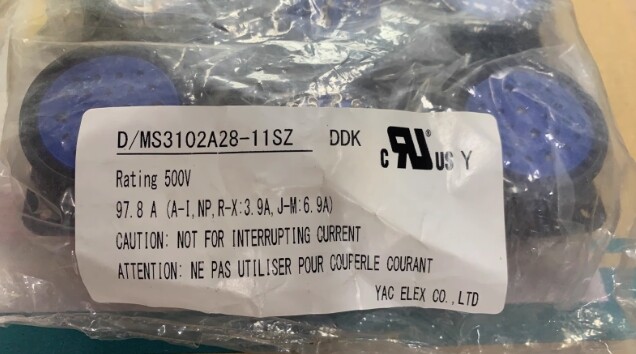 D/MS3102A28-11SZ DDK c RU® US Y
Rating 500V
97.8 A (A-I,NP,R-X:3.9A,J-M:6.9A)
CAUTION: NOT FOR INTERRUPTING CURRENT
ATTENTION: NE PAS UTILISER POUR COUFERLE COURANT
YAC ELEX CO.,LTD